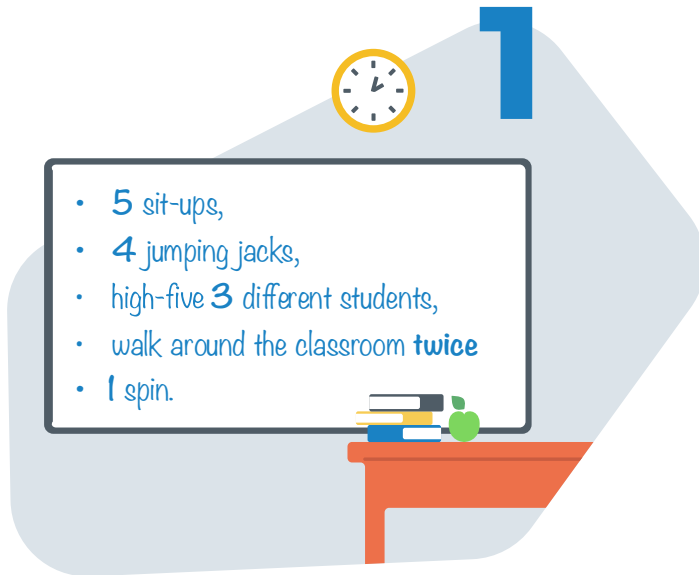 1
• 5 sit-ups,
• 4 jumping jacks,
• high-five 3 different students,
• walk around the classroom twice
• 1 spin.